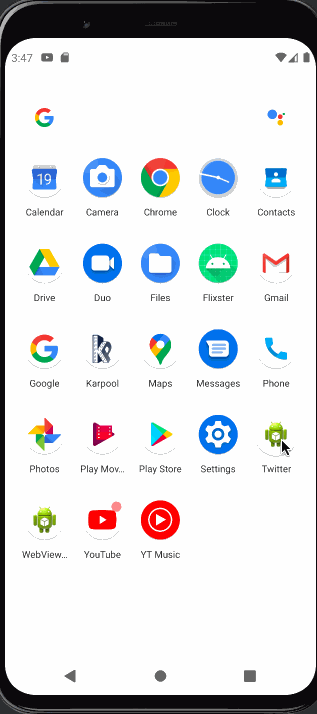 3:47
G
19
Calendar Camera Chrome Clock Contacts
Drive Duo Files Flixster Gmail
Google Karpool Maps Messages Phone
Photos Play Mov... Play Store Settings Twitter
WebView... YouTube YT Music